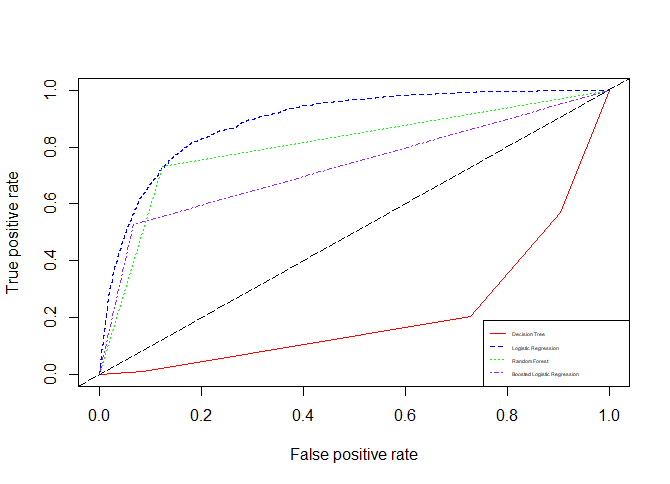 True positive rate
1.0
0.8
0.6
0.4
0.2
0.0
Decision Tree
Logistic Regression
Random Forest
Boosted Logistic Regression
0.0 0.2 0.4 0.6 0.8 1.0
False positive rate